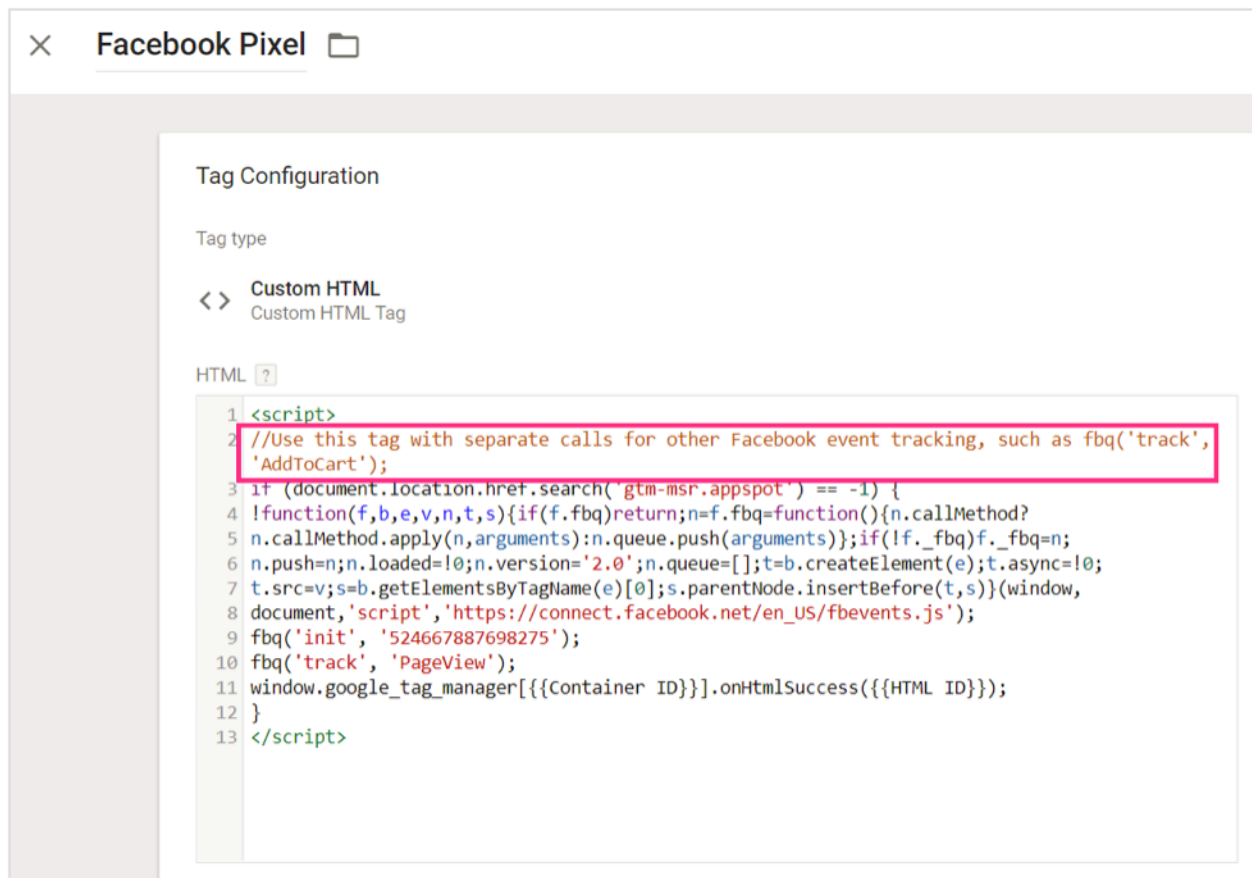 Facebook Pixel
Tag Configuration
Tag type
Custom HTML
Custom HTML Tag
HTML ?
1 <script>
2 //Use this tag with separate calls for other Facebook event tracking, such as fbq('track',
'AddToCart');
3 if (document.location.href.search('gtm-msr.appspot') == -1) {
4 !function(f,b,e,v,n,t,s){if(f.fbq)return;n=f.fbq=function(){n.callMethod?
5 n.callMethod.apply(n,arguments):n.queue.push(arguments)};if(!f._fbq)f._fbq=n;
6 n.push=n;n.loaded=!0;n.version='2.0';n.queue=[];t=b.createElement(e);t.async=!0;
7 t.src=v;s=b.getElementsByTagName(e)[0];s.parentNode.insertBefore(t,s)}(window,
8 document,'script','https://connect.facebook.net/en_US/fbevents.js');
9 fbq('init', '524667887698275');
10 fbq('track', 'PageView');
11 window.google_tag_manager[{{Container ID}}].onHtmlSuccess({{HTML ID}});
12 }
13 </script>